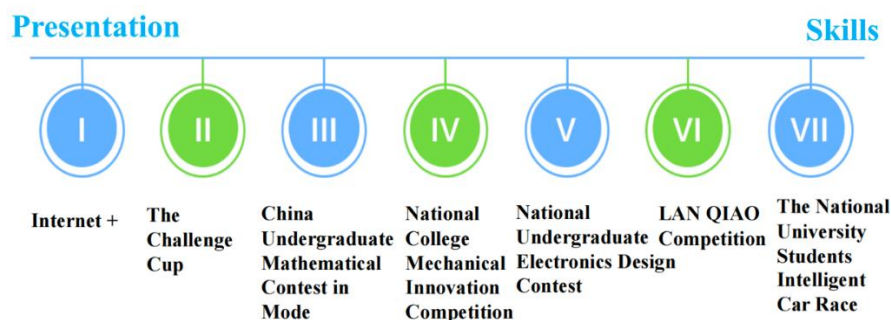 Presentation
Skills
I
II
III
IV
V
VI
VII
Internet +
The
Challenge
Cup
China
Undergraduate
Mathematical
Contest in
Mode
National
College
Mechanical
Innovation
Competition
National
Undergraduate
Electronics Design
Contest
LAN QIAO
Competition
The National
University
Students
Intelligent
Car Race